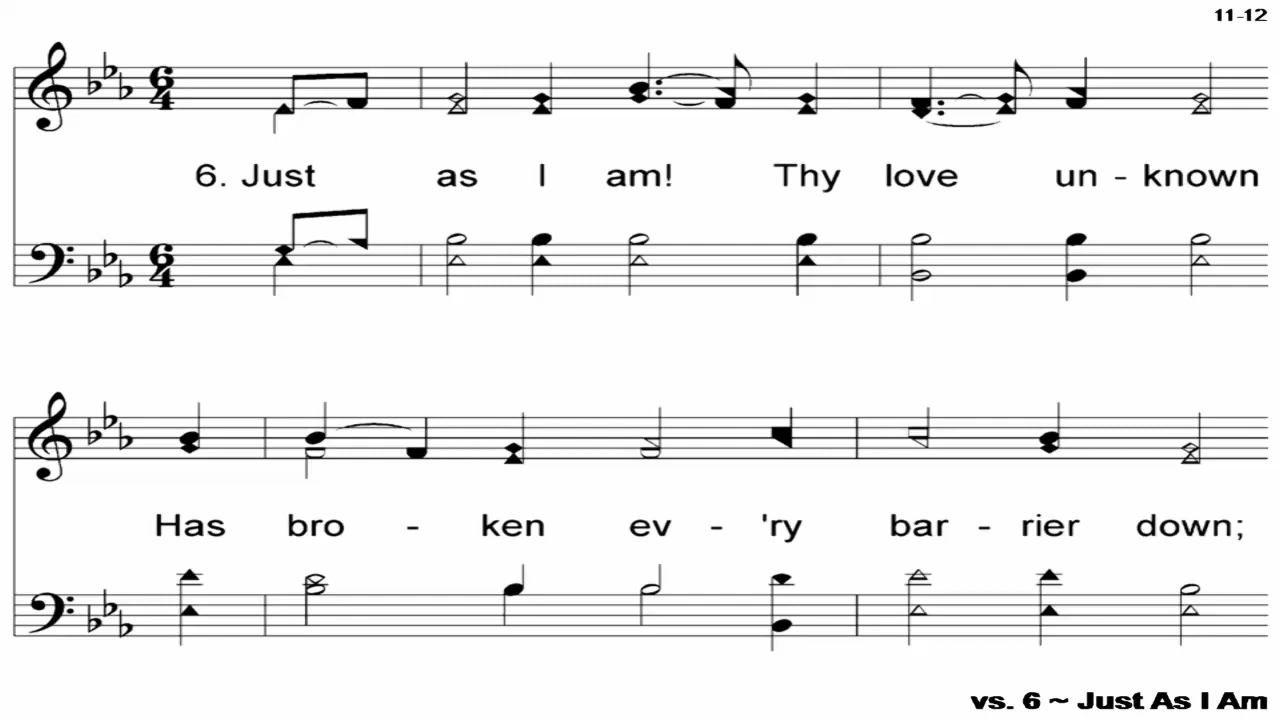 11-12
6. Just as I am! Thy love un - known
Has bro - ken ev - 'ry bar - rier down;
vs. 6 ~ Just As I Am